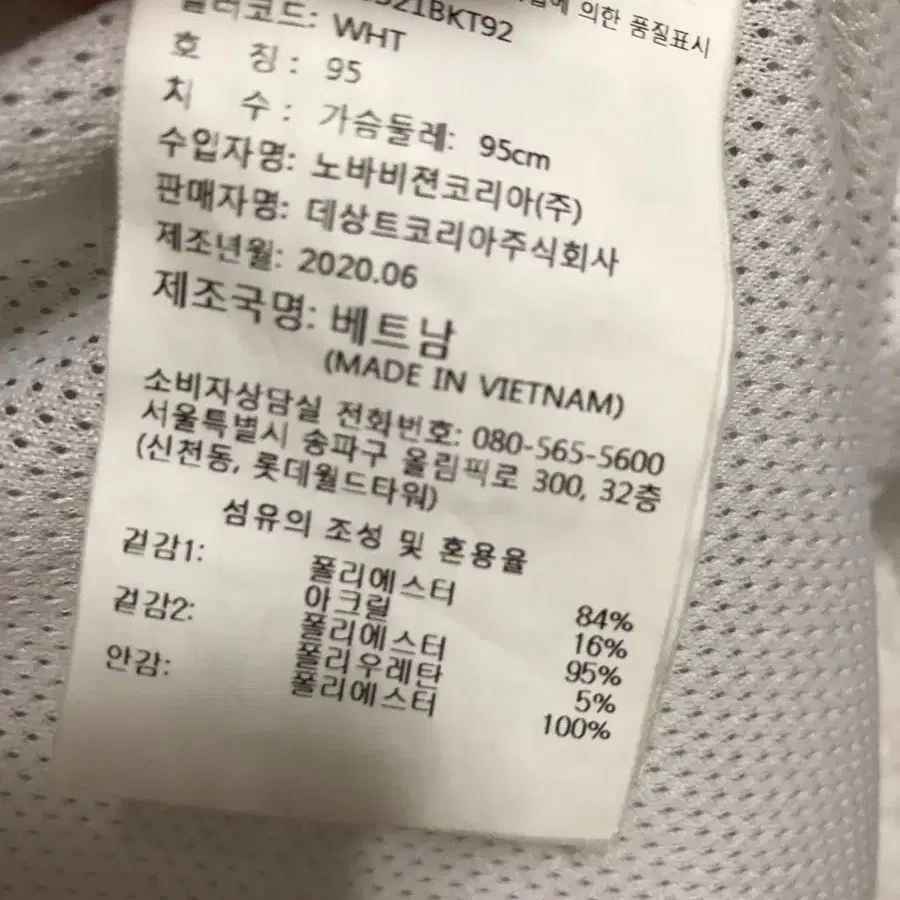 의한 품질표시
321BKT92
컬러코드: WHT
호 칭: 95
치 수: 가슴둘레: 95cm
수입자명: 노바비젼코리아(주)
판매자명: 데상트코리아주식회사
제조년월: 2020.06
제조국명: 베트남
(MADE IN VIETNAM)
소비자상담실 전화번호: 080-565-5600
서울특별시 송파구 올림픽로 300, 32층
(신천동, 롯데월드타워)
섬유의 조성 및 혼용율
겉감1: 폴리에스터 84%
아크릴 16%
겉감2: 폴리에스터 95%
폴리우레탄 5%
안감: 폴리에스터 100%